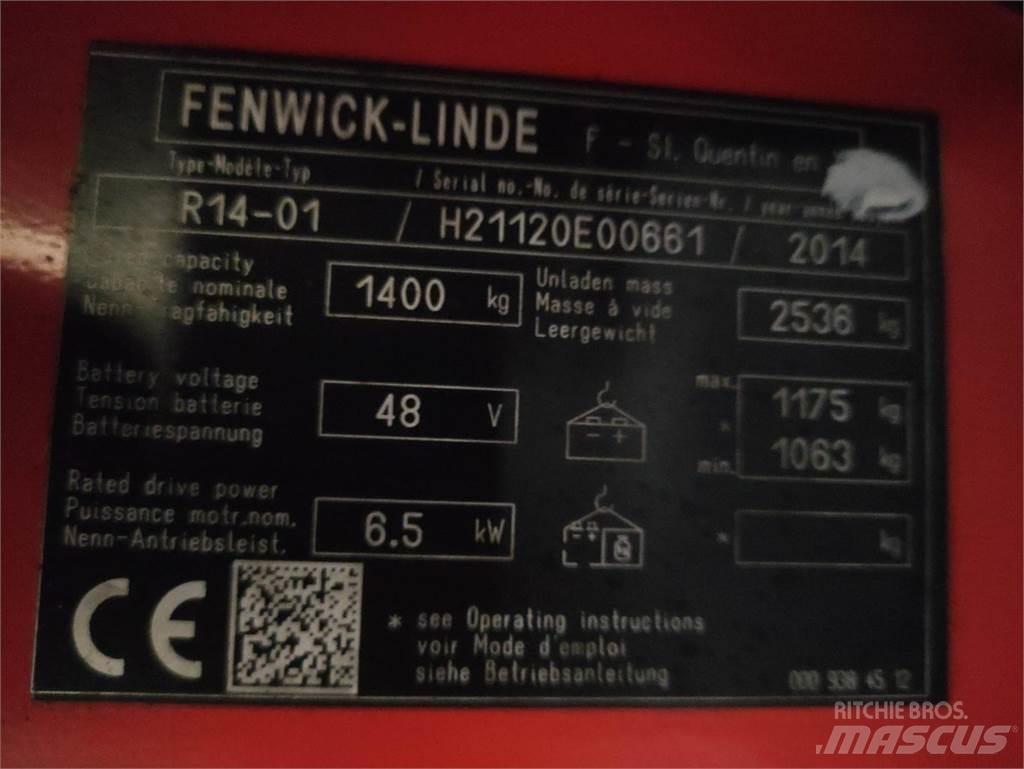 FENWICK-LINDE F - St. Quentin en
Type-Modèle-Typ / Serial no.-No. de série-Serien-Nr. / year-
R14-01 / H21120E00661 / 2014
capacity
nominale
1400 kg
Unladen mass
Masse à vide
Leergewicht
2536 kg
Battery voltage
Tension batterie
Batteriespannung
48 V
max. 1175 kg
*
min. 1063 kg
Rated drive power
Puissance motr.nom.
Nenn-Antriebsleist.
6.5 kW
* kg
CE
* see Operating instructions
voir Mode d'emploi
siehe Betriebsanleitung
000 938 45 12
RITCHIE BROS.
MASCUS